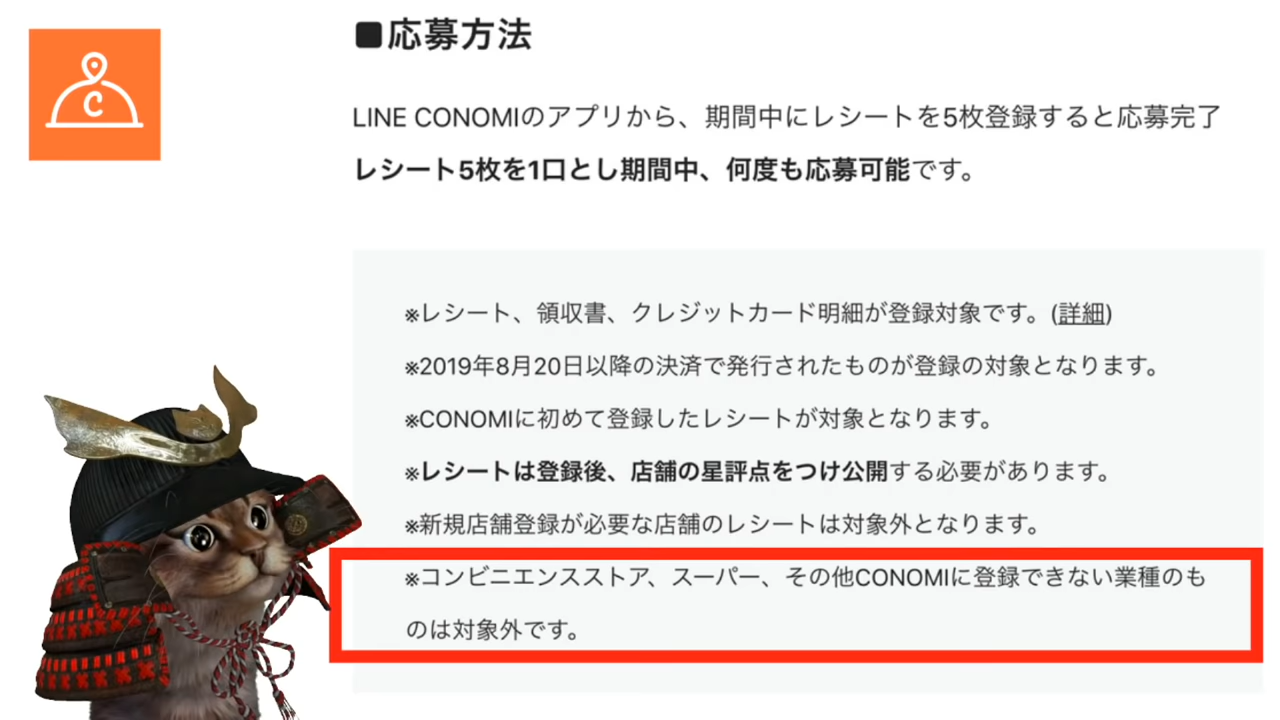 ■応募方法
LINE CONOMIのアプリから、期間中にレシートを5枚登録すると応募完了
レシート5枚を1口とし期間中、何度も応募可能です。
C
※レシート、領収書、クレジットカード明細が登録対象です。(詳細)
※2019年8月20日以降の決済で発行されたものが登録の対象となります。
※CONOMIに初めて登録したレシートが対象となります。
※レシートは登録後、店舗の星評点をつけ公開する必要があります。
※新規店舗登録が必要な店舗のレシートは対象外となります。
※コンビニエンスストア、スーパー、その他CONOMIに登録できない業種のも
のは対象外です。